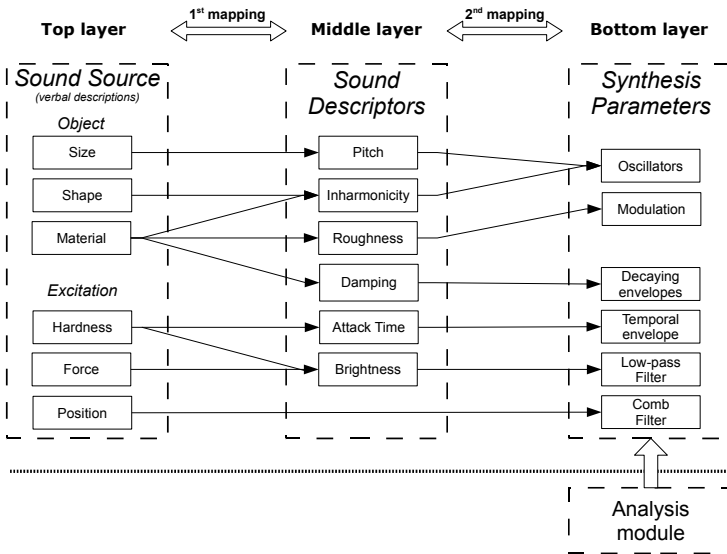 Top layer
1st mapping
Middle layer
2nd mapping
Bottom layer
Sound Source
(verbal descriptions)
Object
Size
Shape
Material
Excitation
Hardness
Force
Position
Sound
Descriptors
Pitch
Inharmonicity
Roughness
Damping
Attack Time
Brightness
Synthesis
Parameters
Oscillators
Modulation
Decaying
envelopes
Temporal
envelope
Low-pass
Filter
Comb
Filter
Analysis
module